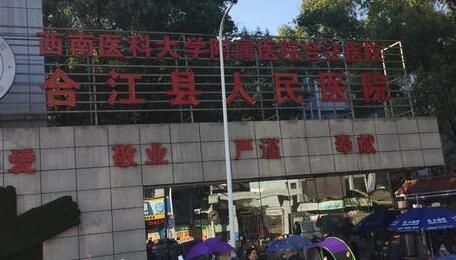 西南医科大学附属医院合江医院
合江县人民医院
爱 敬业 严谨 奉献